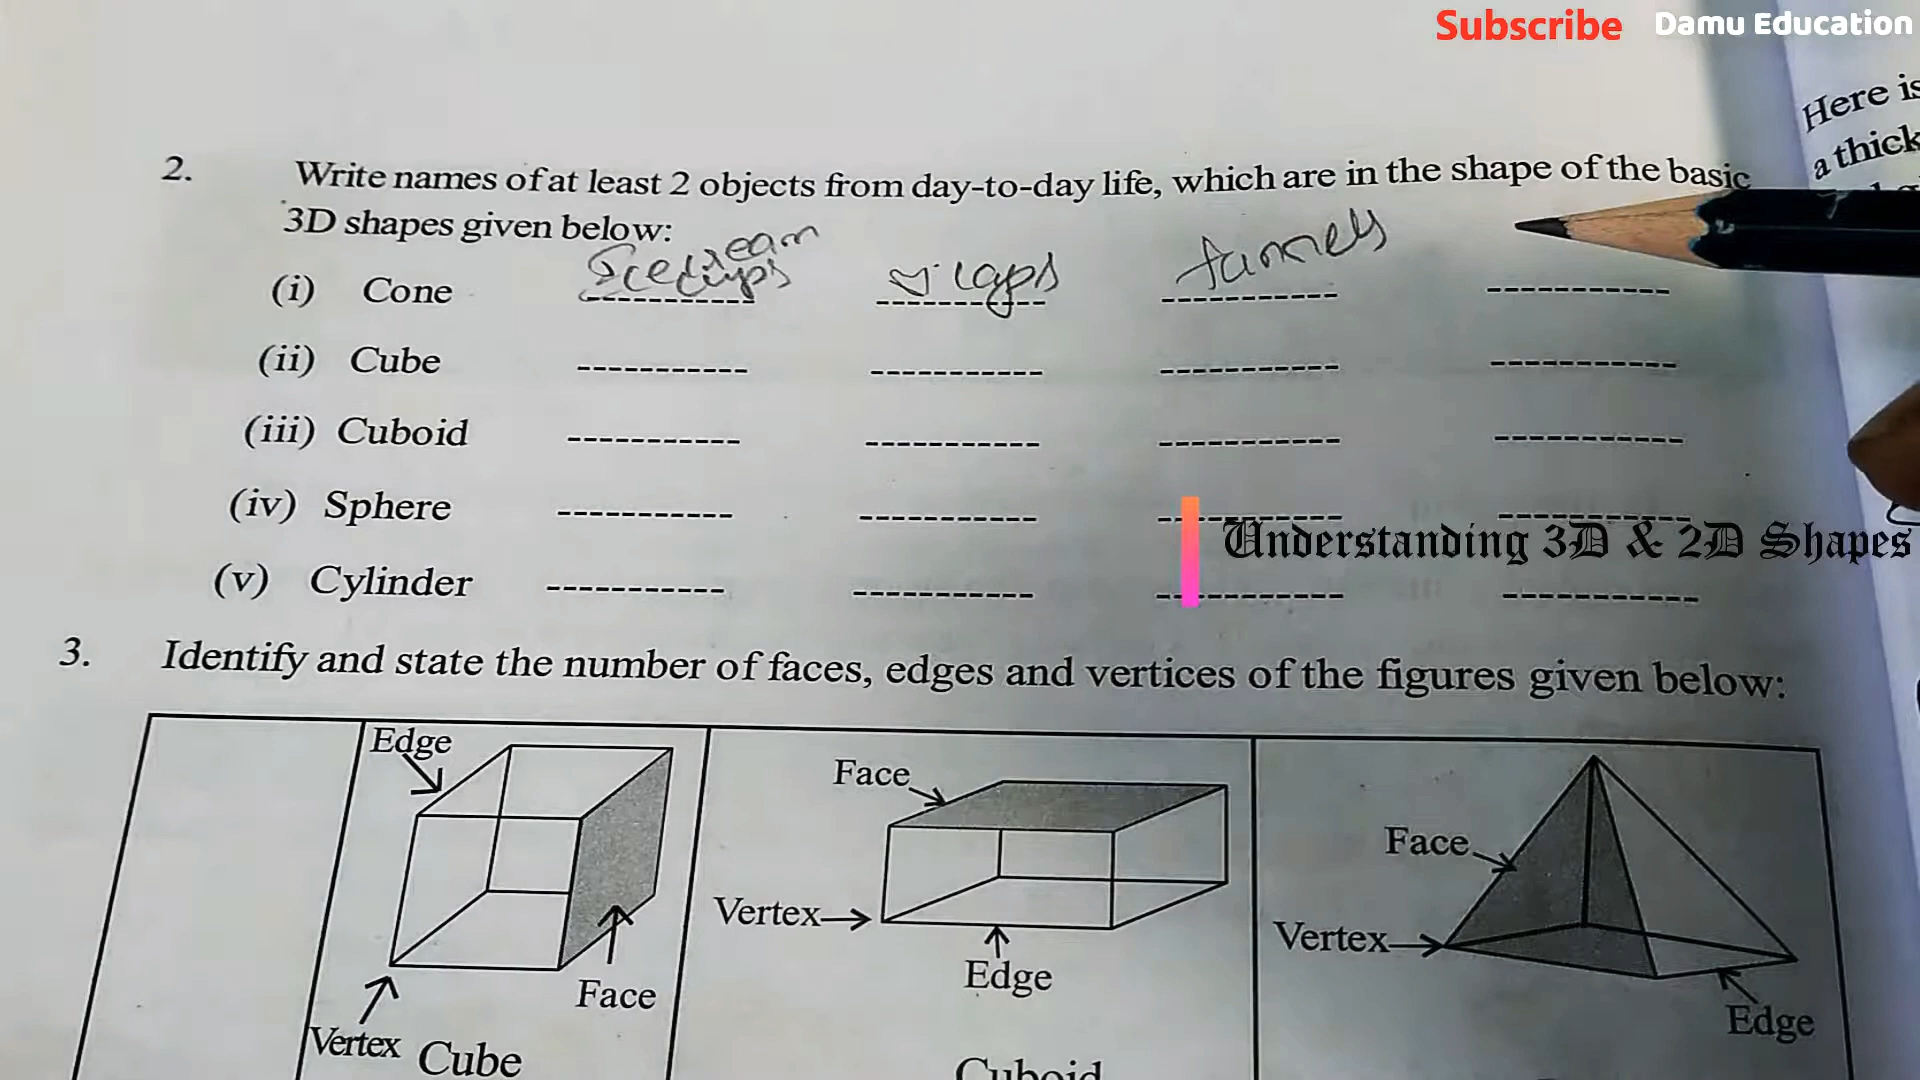 Subscribe Damu Education
Here is
a thick
2. Write names of at least 2 objects from day-to-day life, which are in the shape of the basic
3D shapes given below:
(i) Cone ----------- caps funnels -----------
(ii) Cube ----------- ----------- ----------- -----------
(iii) Cuboid ----------- ----------- ----------- -----------
(iv) Sphere ----------- ----------- ----------- -----------
Understanding 3D & 2D Shapes
(v) Cylinder ----------- ----------- ----------- -----------
3. Identify and state the number of faces, edges and vertices of the figures given below:
Edge
Face
Vertex
Cube
Face
Vertex
Edge
Cuboid
Face
Vertex
Edge